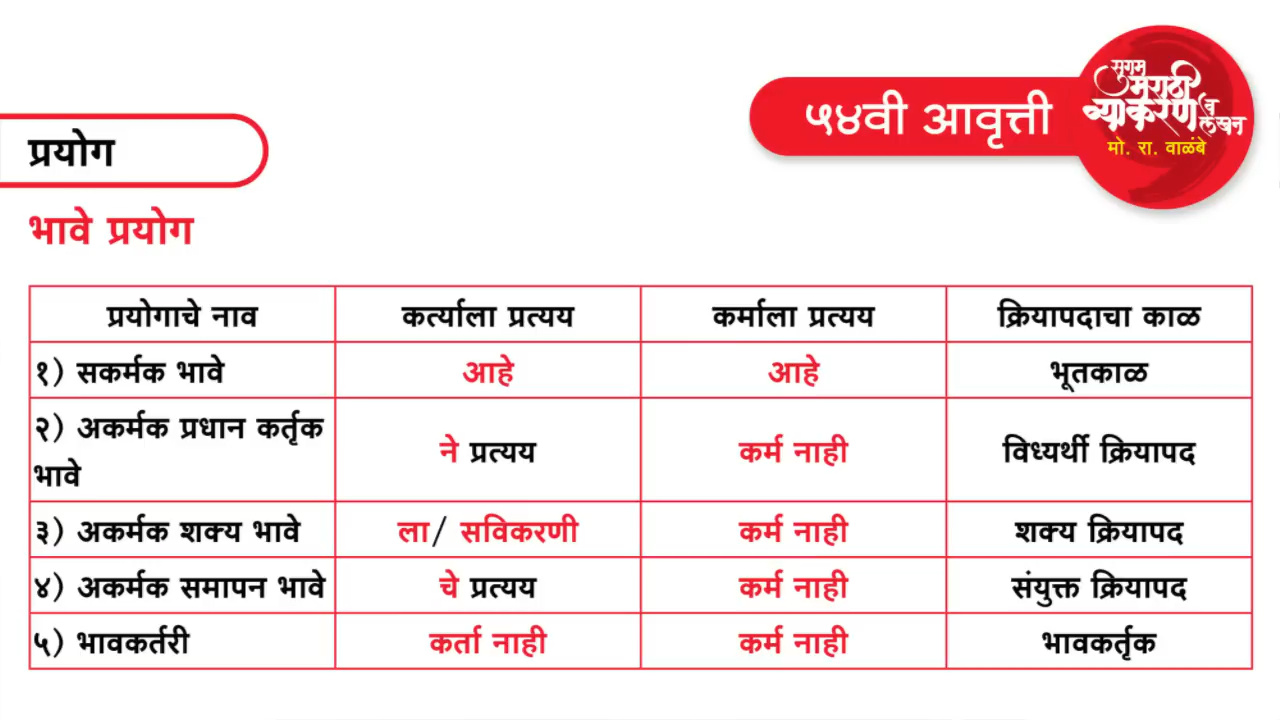 ५४वी आवृत्ती
सुगम
मराठी
व्याकरण व
लेखन
मो. रा. वाळंबे
प्रयोग
भावे प्रयोग
प्रयोगाचे नाव कर्त्याला प्रत्यय कर्माला प्रत्यय क्रियापदाचा काळ
१) सकर्मक भावे आहे आहे भूतकाळ
२) अकर्मक प्रधान कर्तृक
भावे ने प्रत्यय कर्म नाही विध्यर्थी क्रियापद
३) अकर्मक शक्य भावे ला/ सविकरणी कर्म नाही शक्य क्रियापद
४) अकर्मक समापन भावे चे प्रत्यय कर्म नाही संयुक्त क्रियापद
५) भावकर्तरी कर्ता नाही कर्म नाही भावकर्तृक